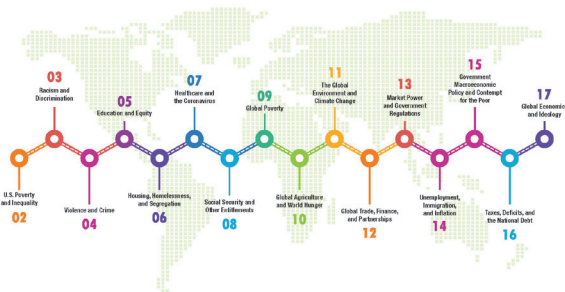 02
U.S. Poverty
and Inequality
03
Racism and
Discrimination
04
Violence and Crime
05
Education and Equity
06
Housing, Homelessness,
and Segregation
07
Healthcare and
the Coronavirus
08
Social Security and
Other Entitlements
09
Global Poverty
10
Global Agriculture
and World Hunger
11
The Global
Environment and
Climate Change
12
Global Trade, Finance,
and Partnerships
13
Market Power
and Government
Regulations
14
Unemployment,
Immigration,
and Inflation
15
Government
Macroeconomic
Policy and Contempt
for the Poor
16
Taxes, Deficits, and
the National Debt
17
Global Economic
and Ideology